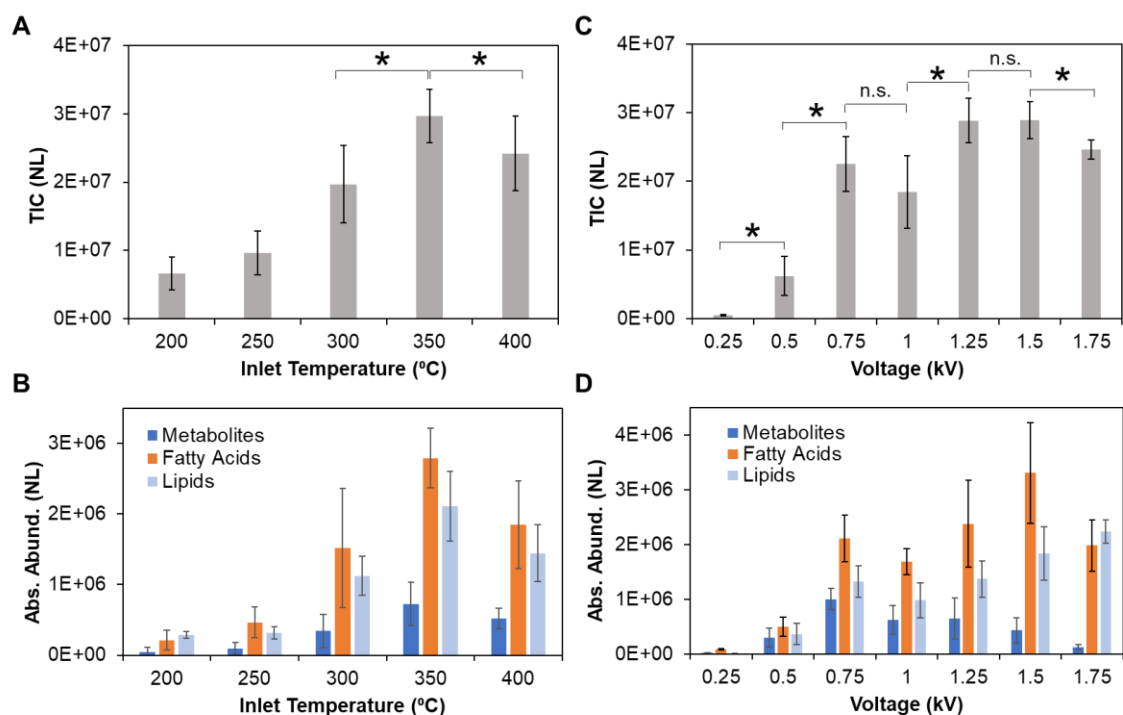 A
TIC (NL)
4E+07
3E+07
2E+07
1E+07
0E+00
* *
200 250 300 350 400
Inlet Temperature (ºC)
C
TIC (NL)
4E+07
3E+07
2E+07
1E+07
0E+00
* * n.s. * n.s. *
0.25 0.5 0.75 1 1.25 1.5 1.75
Voltage (kV)
B
Abs. Abund. (NL)
3E+06
2E+06
1E+06
0E+00
Metabolites
Fatty Acids
Lipids
200 250 300 350 400
Inlet Temperature (ºC)
D
Abs. Abund. (NL)
4E+06
3E+06
2E+06
1E+06
0E+00
Metabolites
Fatty Acids
Lipids
0.25 0.5 0.75 1 1.25 1.5 1.75
Voltage (kV)